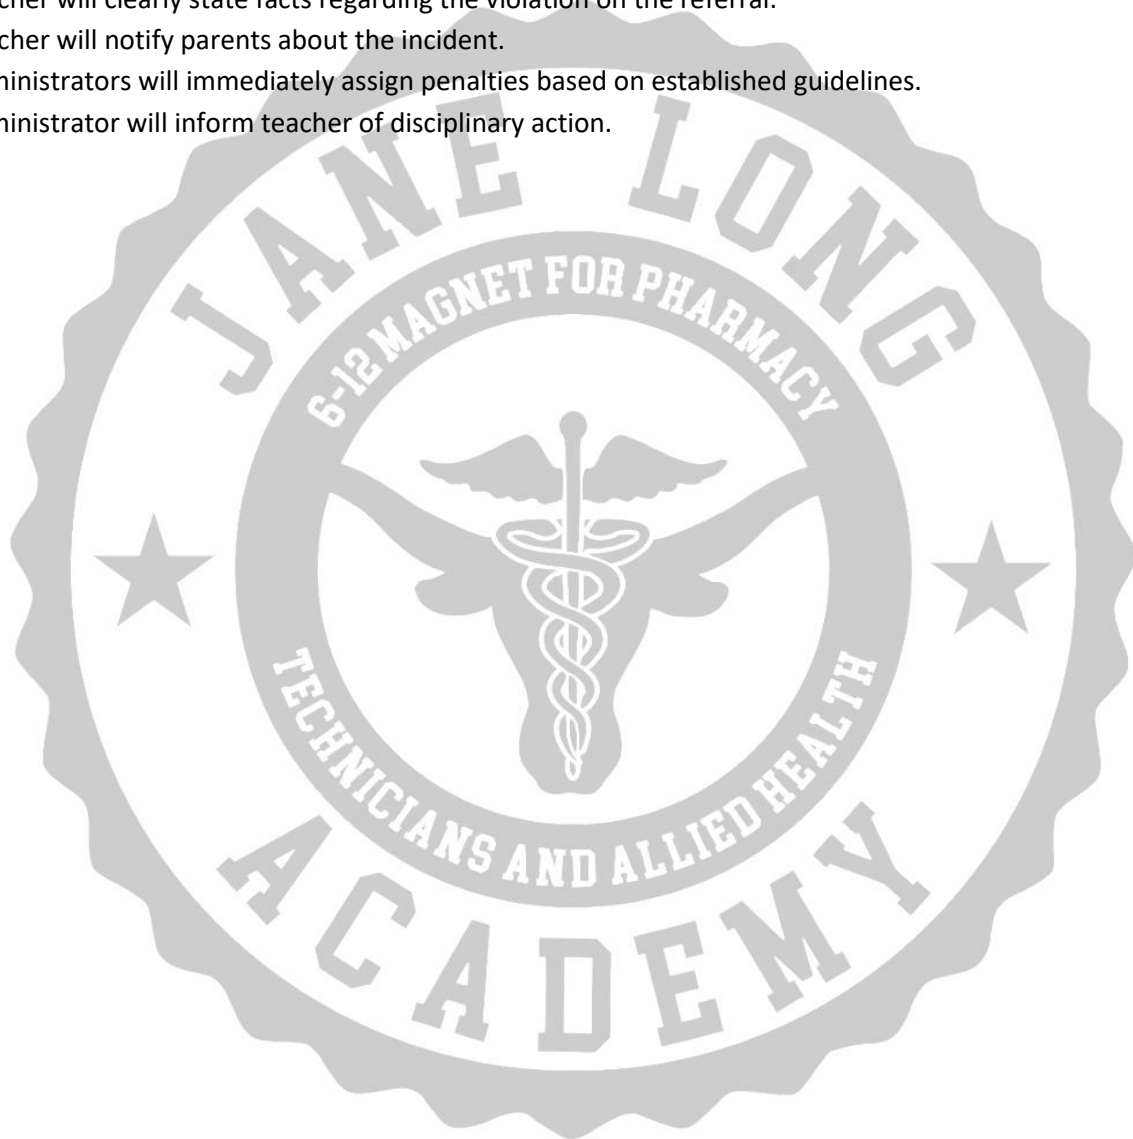 cher will clearly state facts regarding the violation on the referral.
cher will notify parents about the incident.
ministrators will immediately assign penalties based on established guidelines.
ministrator will inform teacher of disciplinary action.
JANE LONG
6-12 MAGNET FOR PHARMACY
TECHNICIANS AND ALLIED HEALTH
ACADEMY